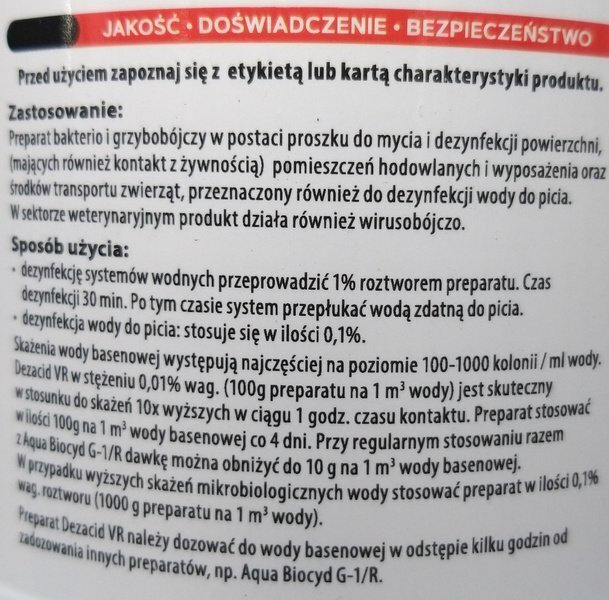 JAKOŚĆ • DOŚWIADCZENIE • BEZPIECZEŃSTWO
Przed użyciem zapoznaj się z etykietą lub kartą charakterystyki produktu.
Zastosowanie:
Preparat bakterio i grzybobójczy w postaci proszku do mycia i dezynfekcji powierzchni,
(mających również kontakt z żywnością) pomieszczeń hodowlanych i wyposażenia oraz
środków transportu zwierząt, przeznaczony również do dezynfekcji wody do picia.
W sektorze weterynaryjnym produkt działa również wirusobójczo.
Sposób użycia:
• dezynfekcję systemów wodnych przeprowadzić 1% roztworem preparatu. Czas
dezynfekcji 30 min. Po tym czasie system przepłukać wodą zdatną do picia.
• dezynfekcja wody do picia: stosuje się w ilości 0,1%.
Skażenia wody basenowej występują najczęściej na poziomie 100-1000 kolonii / ml wody.
Dezacid VR w stężeniu 0,01% wag. (100g preparatu na 1 m³ wody) jest skuteczny
w stosunku do skażeń 10x wyższych w ciągu 1 godz. czasu kontaktu. Preparat stosować
w ilości 100g na 1 m³ wody basenowej co 4 dni. Przy regularnym stosowaniu razem
z Aqua Biocyd G-1/R dawkę można obniżyć do 10 g na 1 m³ wody basenowej.
W przypadku wyższych skażeń mikrobiologicznych wody stosować preparat w ilości 0,1%
wag. roztworu (1000 g preparatu na 1 m³ wody).
Preparat Dezacid VR należy dozować do wody basenowej w odstępie kilku godzin od
zadozowania innych preparatów, np. Aqua Biocyd G-1/R.